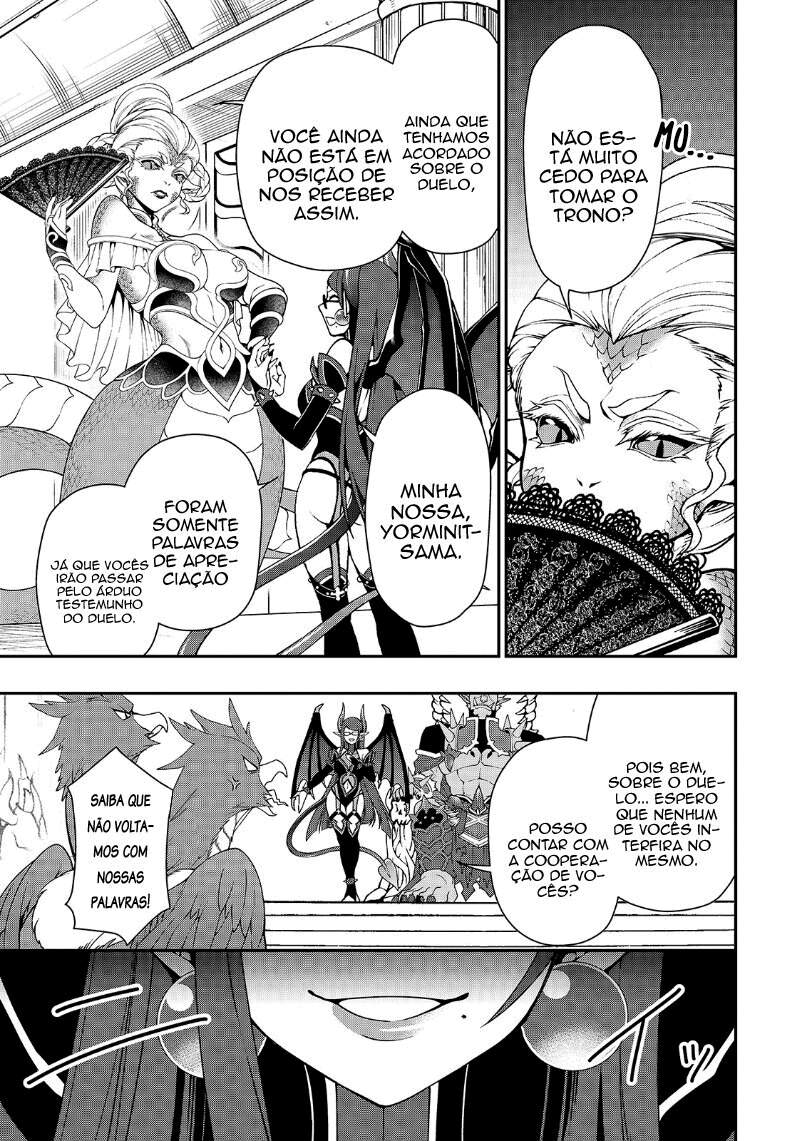 MU...
NÃO ES-
TÁ MUITO
CEDO PARA
TOMAR O
TRONO?
AINDA QUE
TENHAMOS
ACORDADO
SOBRE O
DUELO,
VOCÊ AINDA
NÃO ESTÁ EM
POSIÇÃO DE
NOS RECEBER
ASSIM.
MINHA
NOSSA,
YORMINIT-
SAMA.
FORAM
SOMENTE
PALAVRAS
DE APRE-
CIAÇÃO
JÁ QUE VOCÊS
IRÃO PASSAR
PELO ÁRDUO
TESTEMUNHO
DO DUELO.
POIS BEM,
SOBRE O DUE-
LO... ESPERO
QUE NENHUM
DE VOCÊS IN-
TERFIRA NO
MESMO.
POSSO
CONTAR COM
A COOPERA-
ÇÃO DE VO-
CÊS?
SAIBA QUE
NÃO VOLTA-
MOS COM
NOSSAS
PALAVRAS!
ニッ